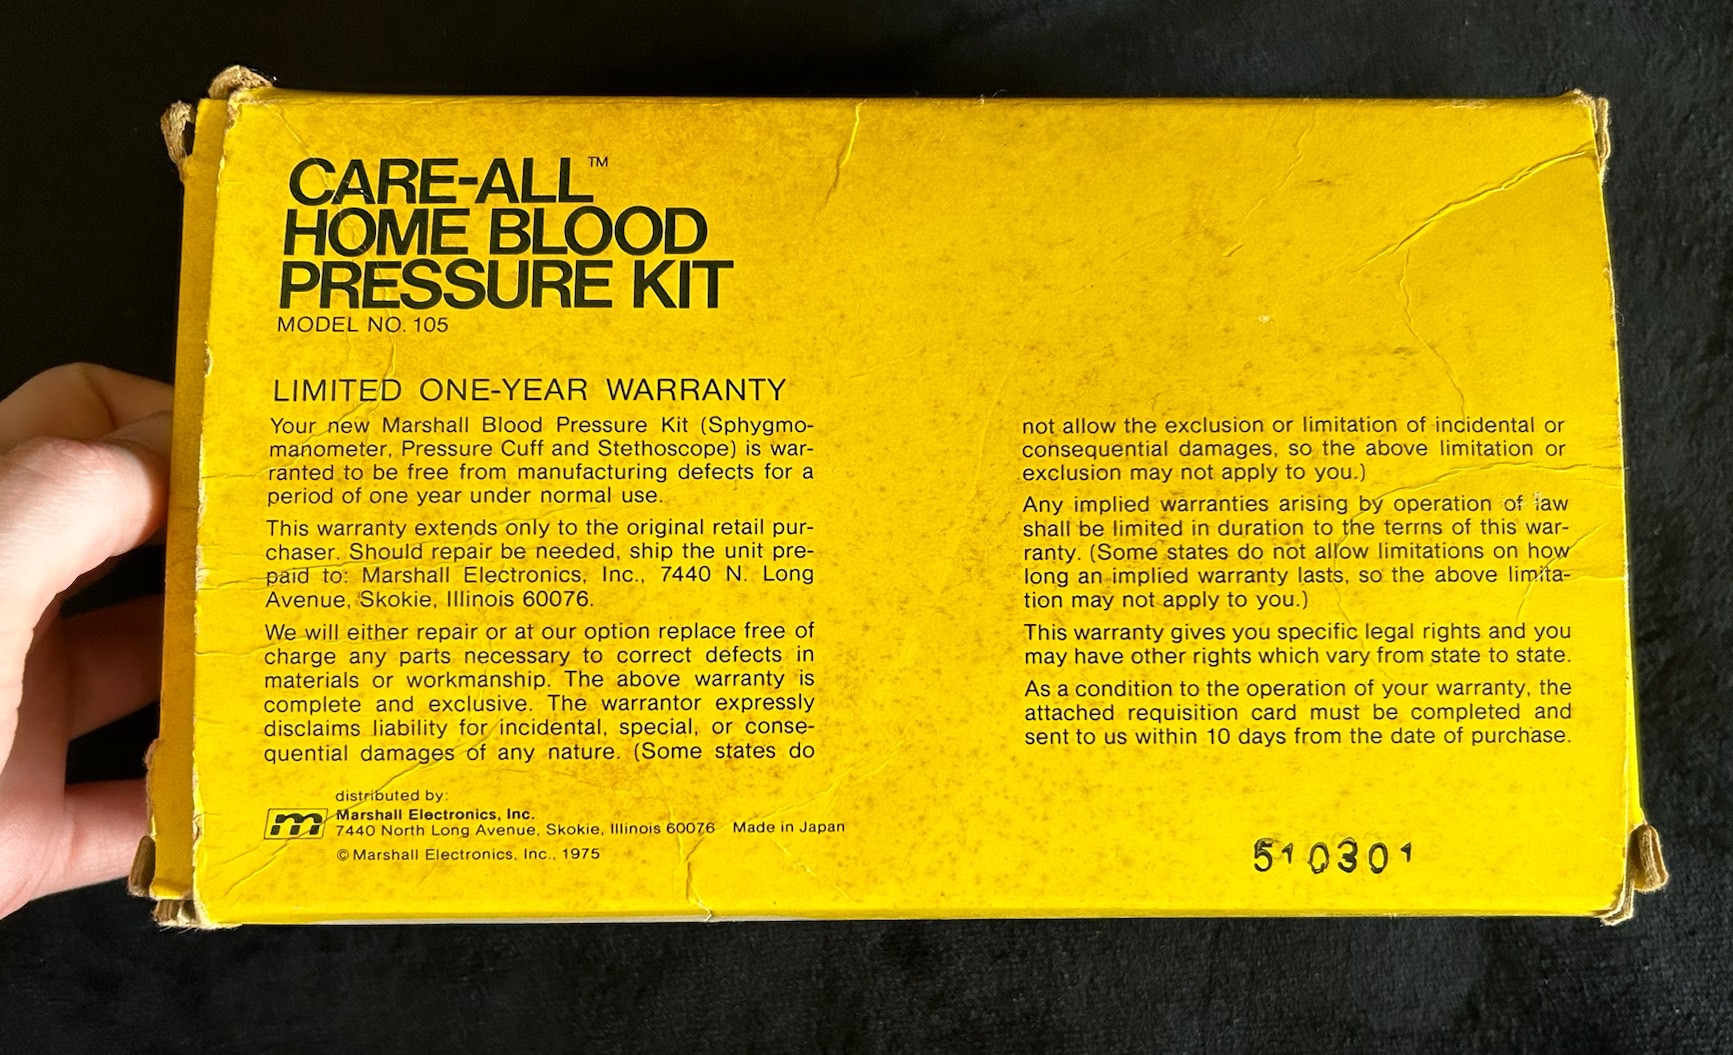 CARE-ALL™
HOME BLOOD
PRESSURE KIT
MODEL NO. 105
LIMITED ONE-YEAR WARRANTY
Your new Marshall Blood Pressure Kit (Sphygmo-
manometer, Pressure Cuff and Stethoscope) is war-
ranted to be free from manufacturing defects for a
period of one year under normal use.
This warranty extends only to the original retail pur-
chaser. Should repair be needed, ship the unit pre-
paid to: Marshall Electronics, Inc., 7440 N. Long
Avenue, Skokie, Illinois 60076.
We will either repair or at our option replace free of
charge any parts necessary to correct defects in
materials or workmanship. The above warranty is
complete and exclusive. The warrantor expressly
disclaims liability for incidental, special, or conse-
quential damages of any nature. (Some states do
not allow the exclusion or limitation of incidental or
consequential damages, so the above limitation or
exclusion may not apply to you.)
Any implied warranties arising by operation of law
shall be limited in duration to the terms of this war-
ranty. (Some states do not allow limitations on how
long an implied warranty lasts, so the above limita-
tion may not apply to you.)
This warranty gives you specific legal rights and you
may have other rights which vary from state to state.
As a condition to the operation of your warranty, the
attached requisition card must be completed and
sent to us within 10 days from the date of purchase.
distributed by:
m Marshall Electronics, Inc.
7440 North Long Avenue, Skokie, Illinois 60076 Made in Japan
© Marshall Electronics, Inc., 1975
510301